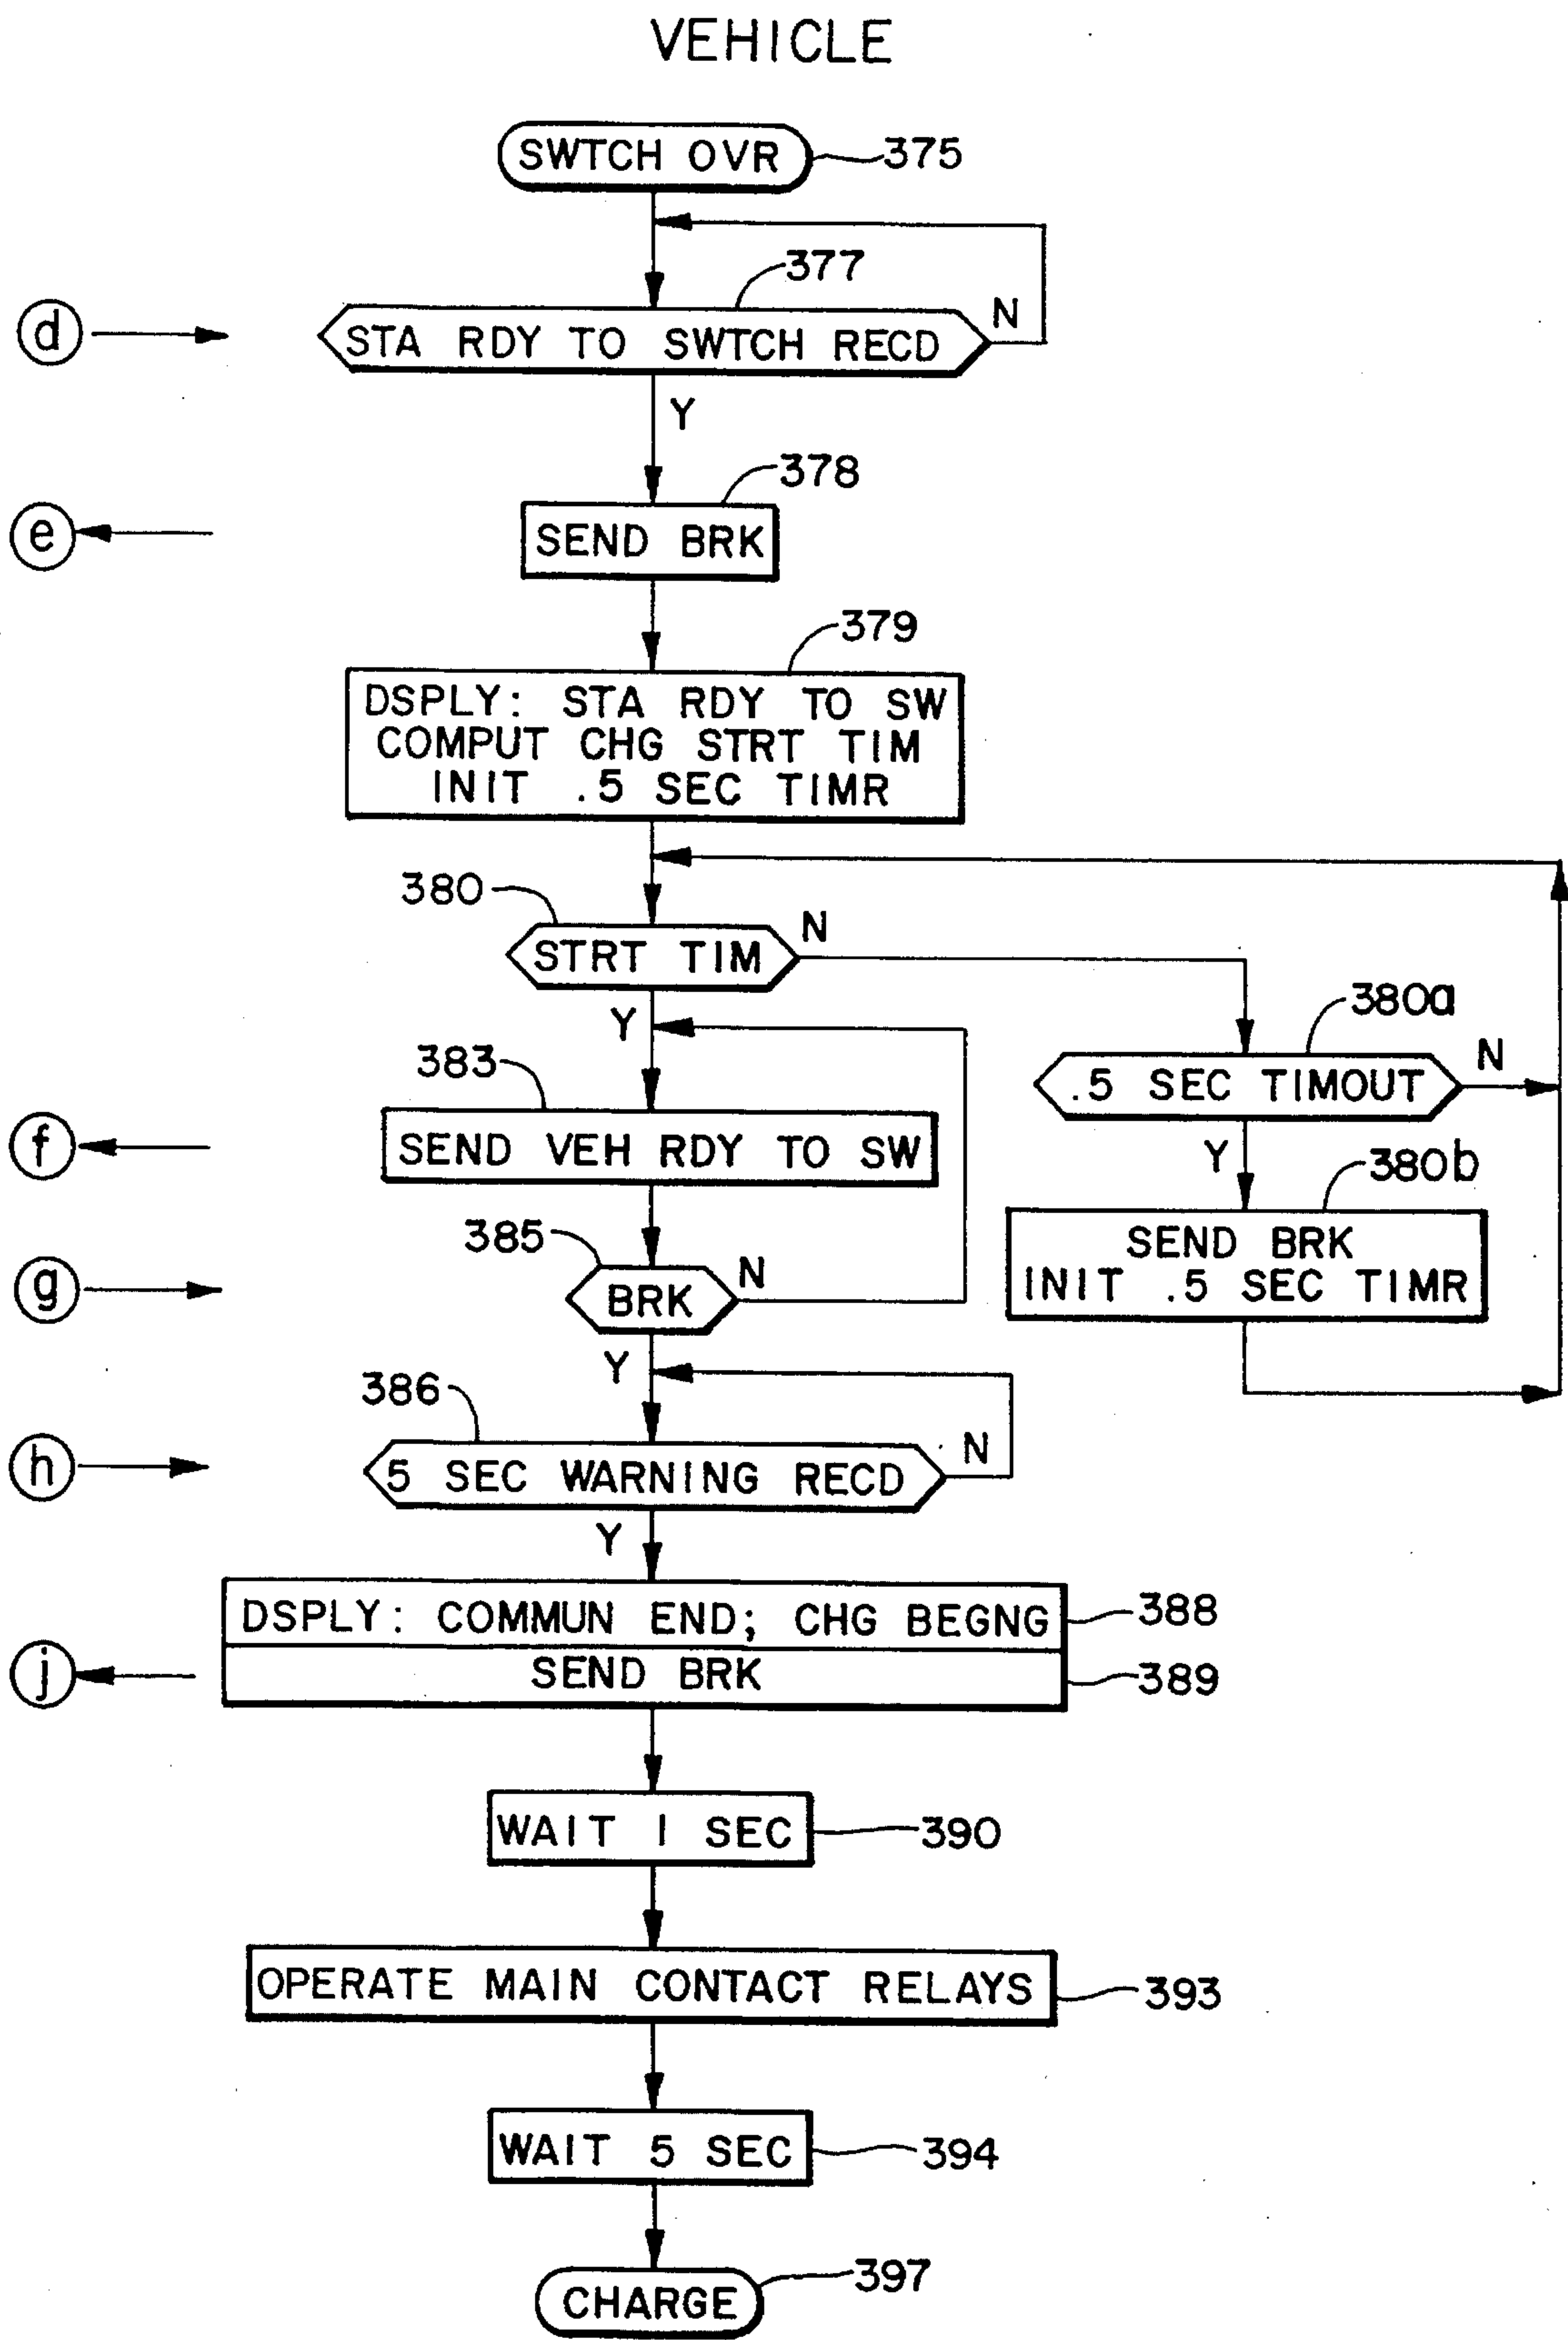 VEHICLE
SWTCH OVR 375
377
d STA RDY TO SWTCH RECD N
Y
378
e SEND BRK
379
DSPLY: STA RDY TO SW
COMPUT CHG STRT TIM
INIT .5 SEC TIMR
380
STRT TIM N
Y
380a
.5 SEC TIMOUT N
Y
380b
SEND BRK
INIT .5 SEC TIMR
383
f SEND VEH RDY TO SW
385
g BRK N
Y
386
h 5 SEC WARNING RECD N
Y
DSPLY: COMMUN END; CHG BEGNG 388
j SEND BRK 389
WAIT 1 SEC 390
OPERATE MAIN CONTACT RELAYS 393
WAIT 5 SEC 394
CHARGE 397